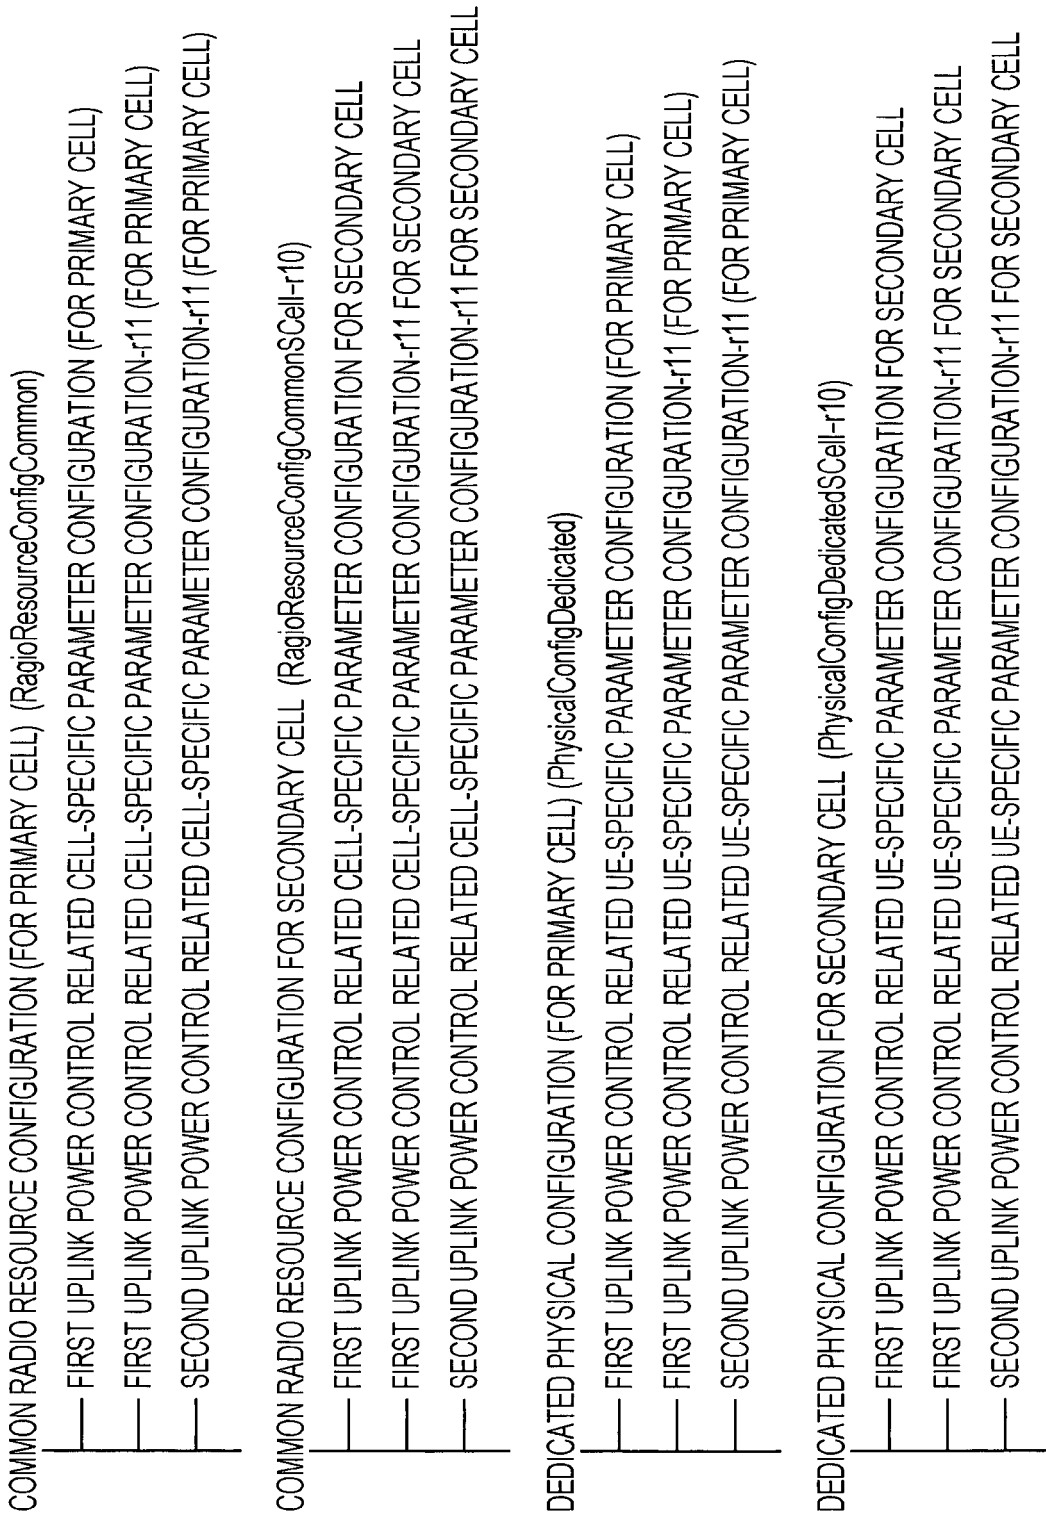 COMMON RADIO RESOURCE CONFIGURATION (FOR PRIMARY CELL) (RagioResourceConfigCommon)
FIRST UPLINK POWER CONTROL RELATED CELL-SPECIFIC PARAMETER CONFIGURATION (FOR PRIMARY CELL)
FIRST UPLINK POWER CONTROL RELATED CELL-SPECIFIC PARAMETER CONFIGURATION-r11 (FOR PRIMARY CELL)
SECOND UPLINK POWER CONTROL RELATED CELL-SPECIFIC PARAMETER CONFIGURATION-r11 (FOR PRIMARY CELL)
COMMON RADIO RESOURCE CONFIGURATION FOR SECONDARY CELL (RagioResourceConfigCommonSCell-r10)
FIRST UPLINK POWER CONTROL RELATED CELL-SPECIFIC PARAMETER CONFIGURATION FOR SECONDARY CELL
FIRST UPLINK POWER CONTROL RELATED CELL-SPECIFIC PARAMETER CONFIGURATION-r11 FOR SECONDARY CELL
SECOND UPLINK POWER CONTROL RELATED CELL-SPECIFIC PARAMETER CONFIGURATION-r11 FOR SECONDARY CELL
DEDICATED PHYSICAL CONFIGURATION (FOR PRIMARY CELL) (PhysicalConfigDedicated)
FIRST UPLINK POWER CONTROL RELATED UE-SPECIFIC PARAMETER CONFIGURATION (FOR PRIMARY CELL)
FIRST UPLINK POWER CONTROL RELATED UE-SPECIFIC PARAMETER CONFIGURATION-r11 (FOR PRIMARY CELL)
SECOND UPLINK POWER CONTROL RELATED UE-SPECIFIC PARAMETER CONFIGURATION-r11 (FOR PRIMARY CELL)
DEDICATED PHYSICAL CONFIGURATION FOR SECONDARY CELL (PhysicalConfigDedicatedSCell-r10)
FIRST UPLINK POWER CONTROL RELATED UE-SPECIFIC PARAMETER CONFIGURATION FOR SECONDARY CELL
FIRST UPLINK POWER CONTROL RELATED UE-SPECIFIC PARAMETER CONFIGURATION-r11 FOR SECONDARY CELL
SECOND UPLINK POWER CONTROL RELATED UE-SPECIFIC PARAMETER CONFIGURATION-r11 FOR SECONDARY CELL